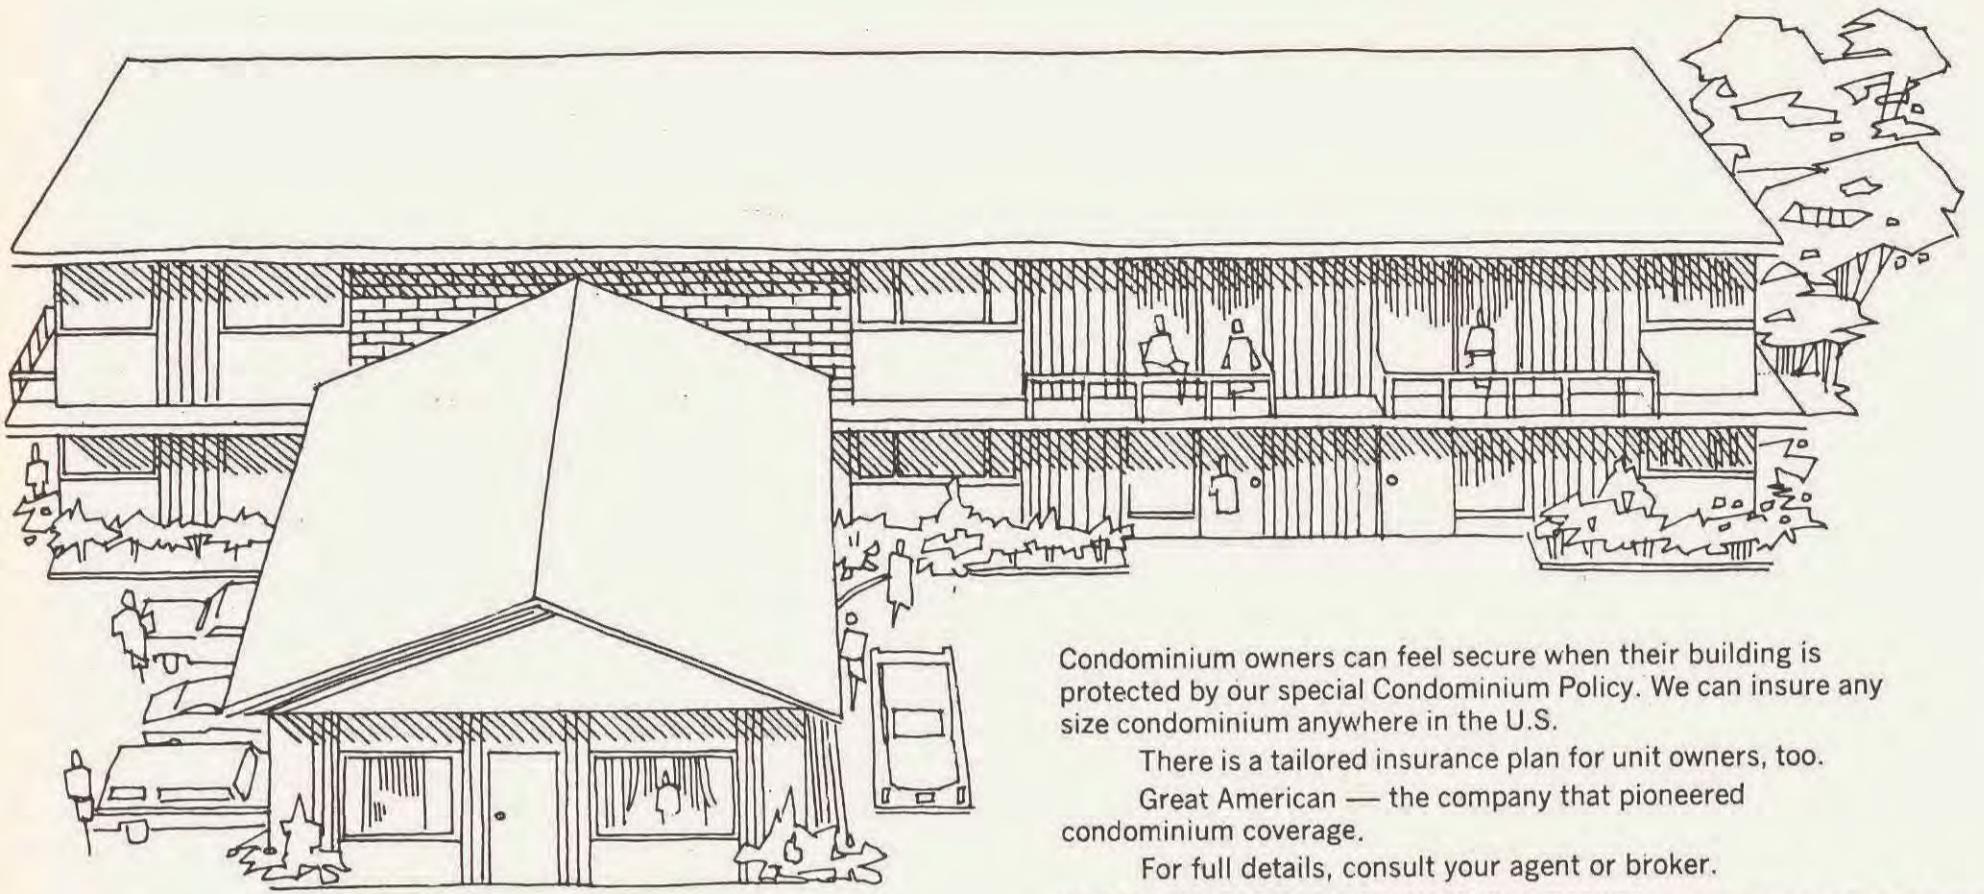 Condominium owners can feel secure when their building is
protected by our special Condominium Policy. We can insure any
size condominium anywhere in the U.S.
There is a tailored insurance plan for unit owners, too.
Great American — the company that pioneered
condominium coverage.
For full details, consult your agent or broker.